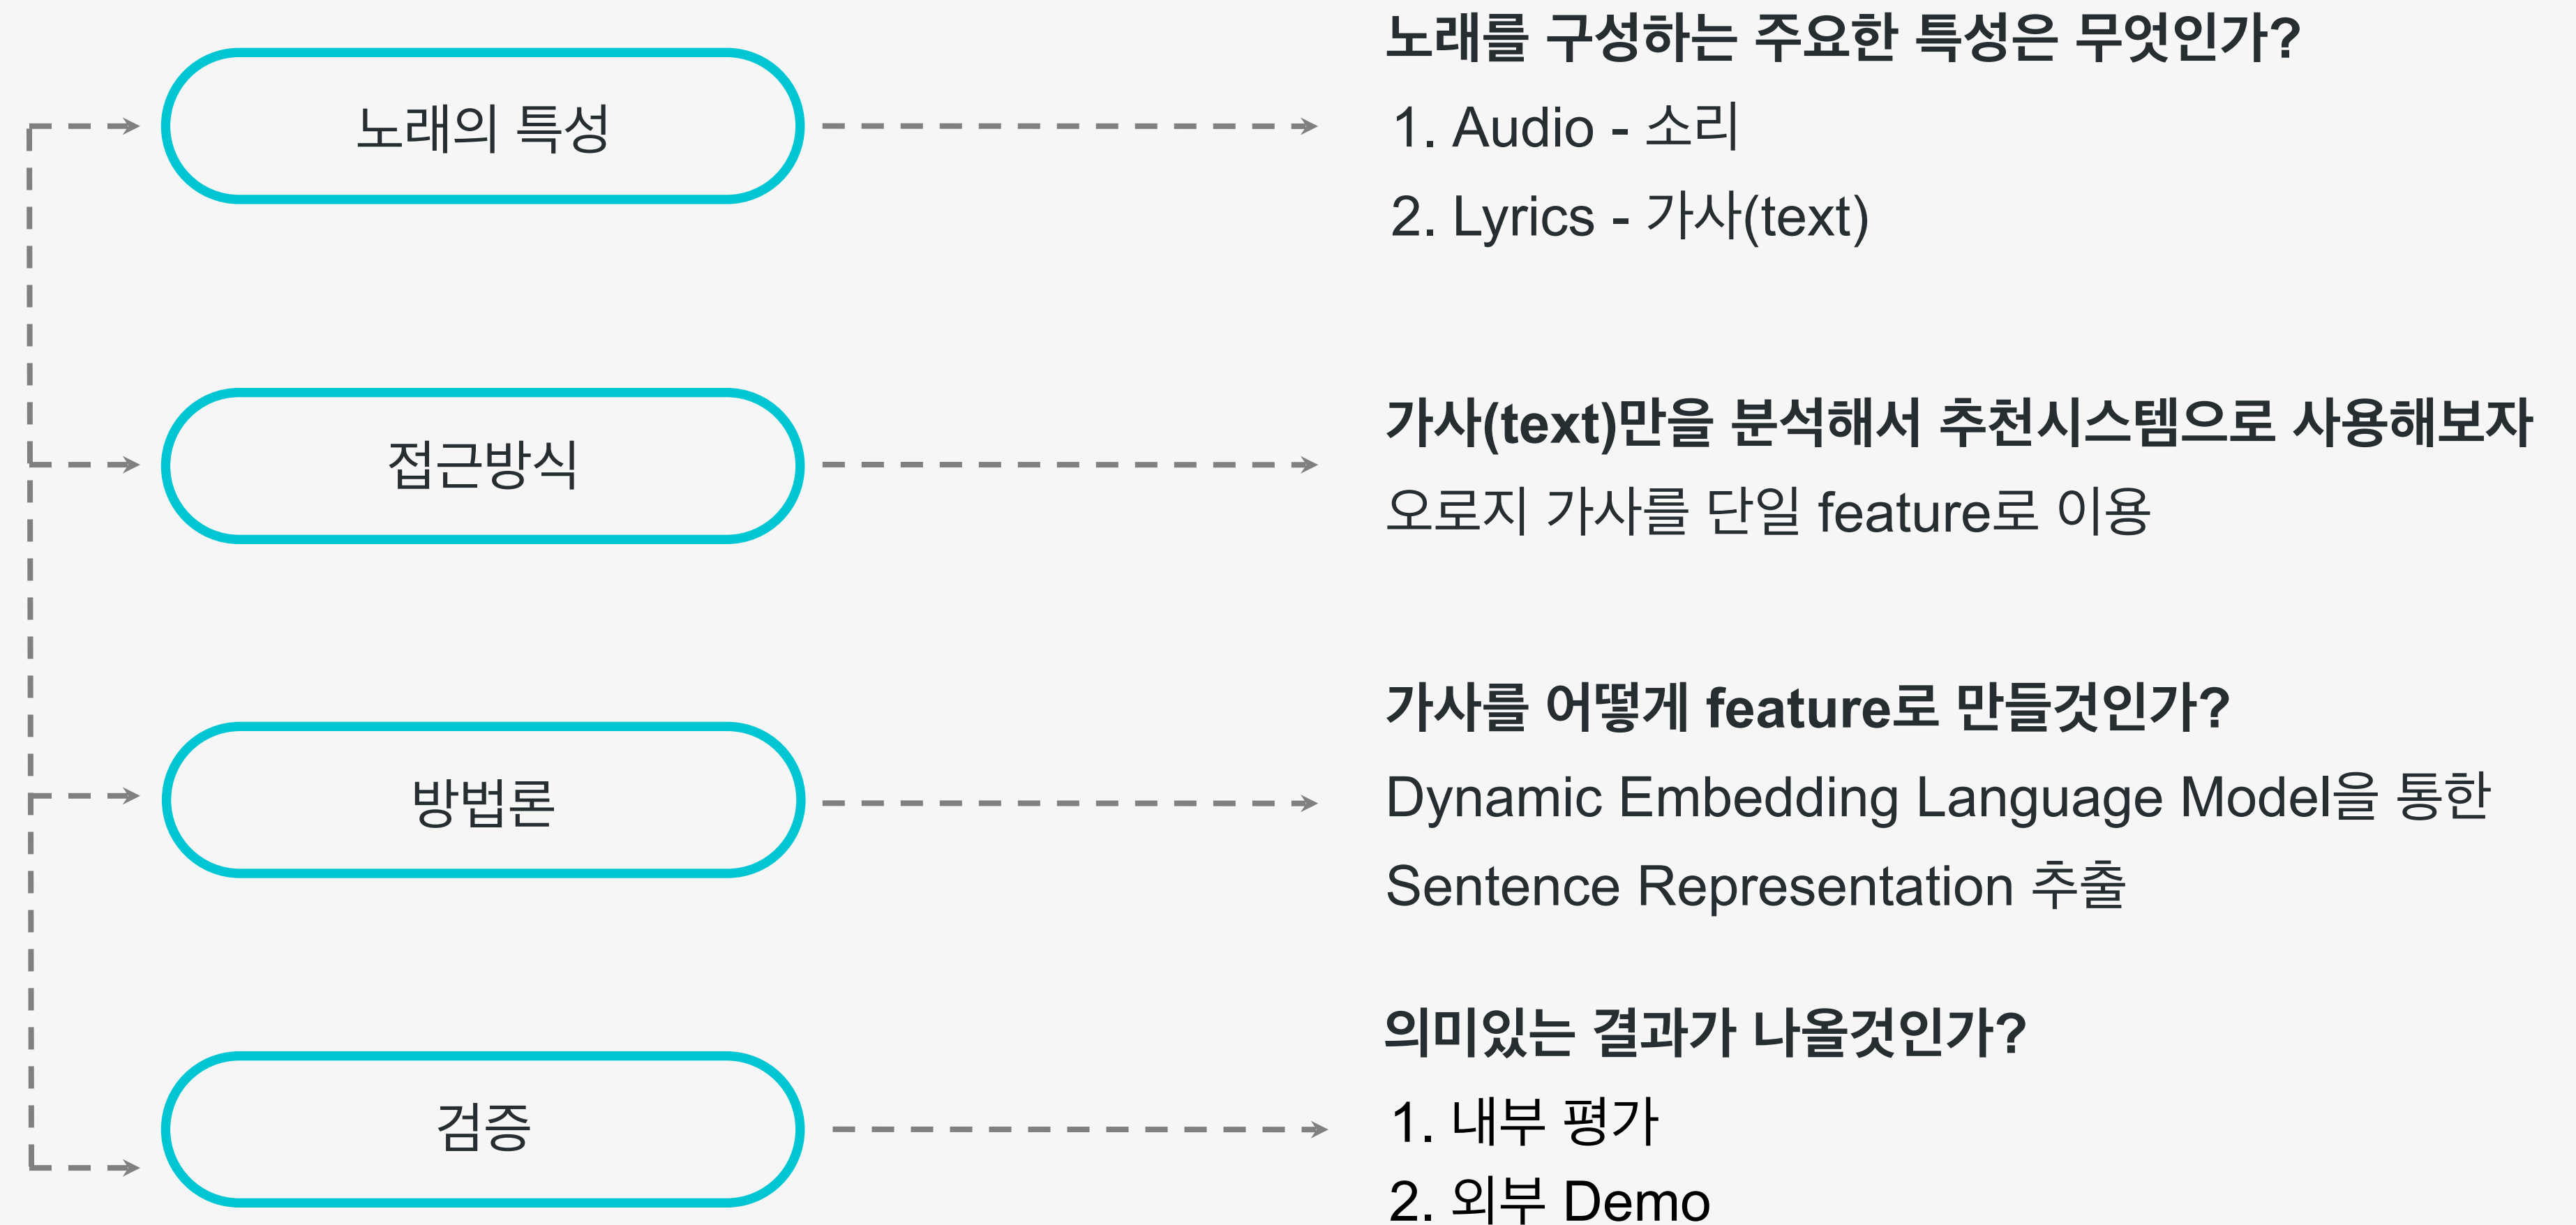 노래의 특성
노래를 구성하는 주요한 특성은 무엇인가?
1. Audio - 소리
2. Lyrics - 가사(text)
접근방식
가사(text)만을 분석해서 추천시스템으로 사용해보자
오로지 가사를 단일 feature로 이용
방법론
가사를 어떻게 feature로 만들것인가?
Dynamic Embedding Language Model을 통한
Sentence Representation 추출
검증
의미있는 결과가 나올것인가?
1. 내부 평가
2. 외부 Demo